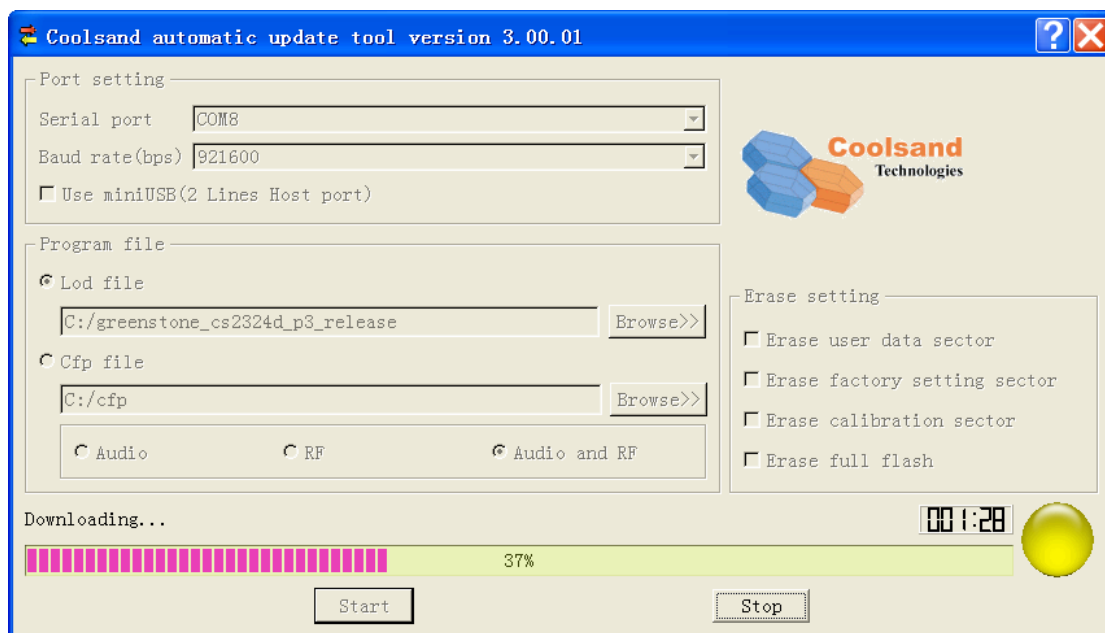 Coolsand automatic update tool version 3.00.01
Port setting
Serial port COM8
Baud rate(bps) 921600
Use miniUSB(2 Lines Host port)
Coolsand
Technologies
Program file
Lod file
C:/greenstone_cs2324d_p3_release Browse>>
Cfp file
C:/cfp Browse>>
Audio RF Audio and RF
Erase setting
Erase user data sector
Erase factory setting sector
Erase calibration sector
Erase full flash
Downloading... 001:28
37%
Start Stop